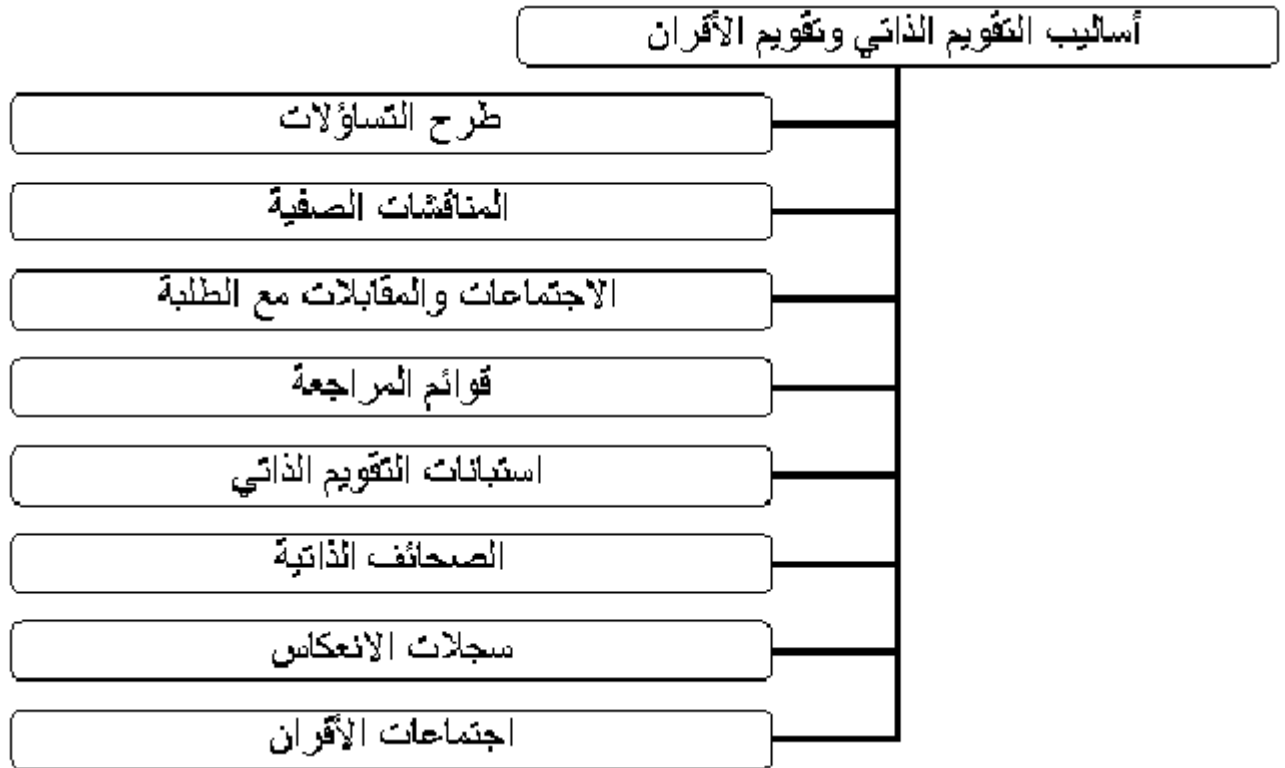 أساليب التقويم الذاتي وتقويم الأقران
طرح التساؤلات
المناقشات الصفية
الاجتماعات والمقابلات مع الطلبة
قوائم المراجعة
استبانات التقويم الذاتي
الصحائف الذاتية
سجلات الانعكاس
اجتماعات الأقران